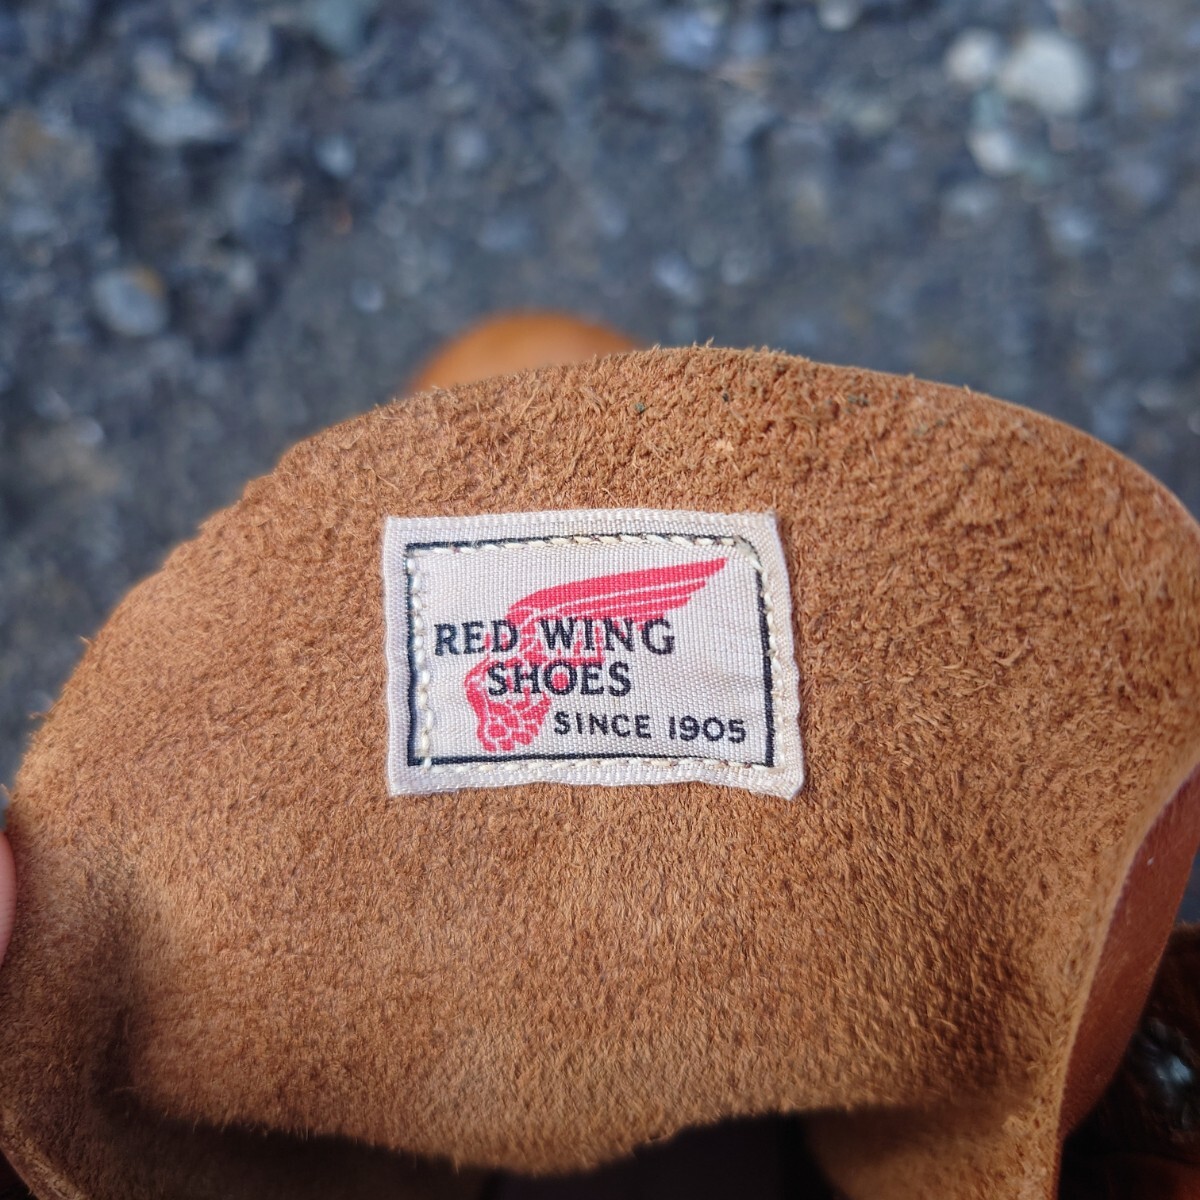 RED WING
SHOES
SINCE 1905